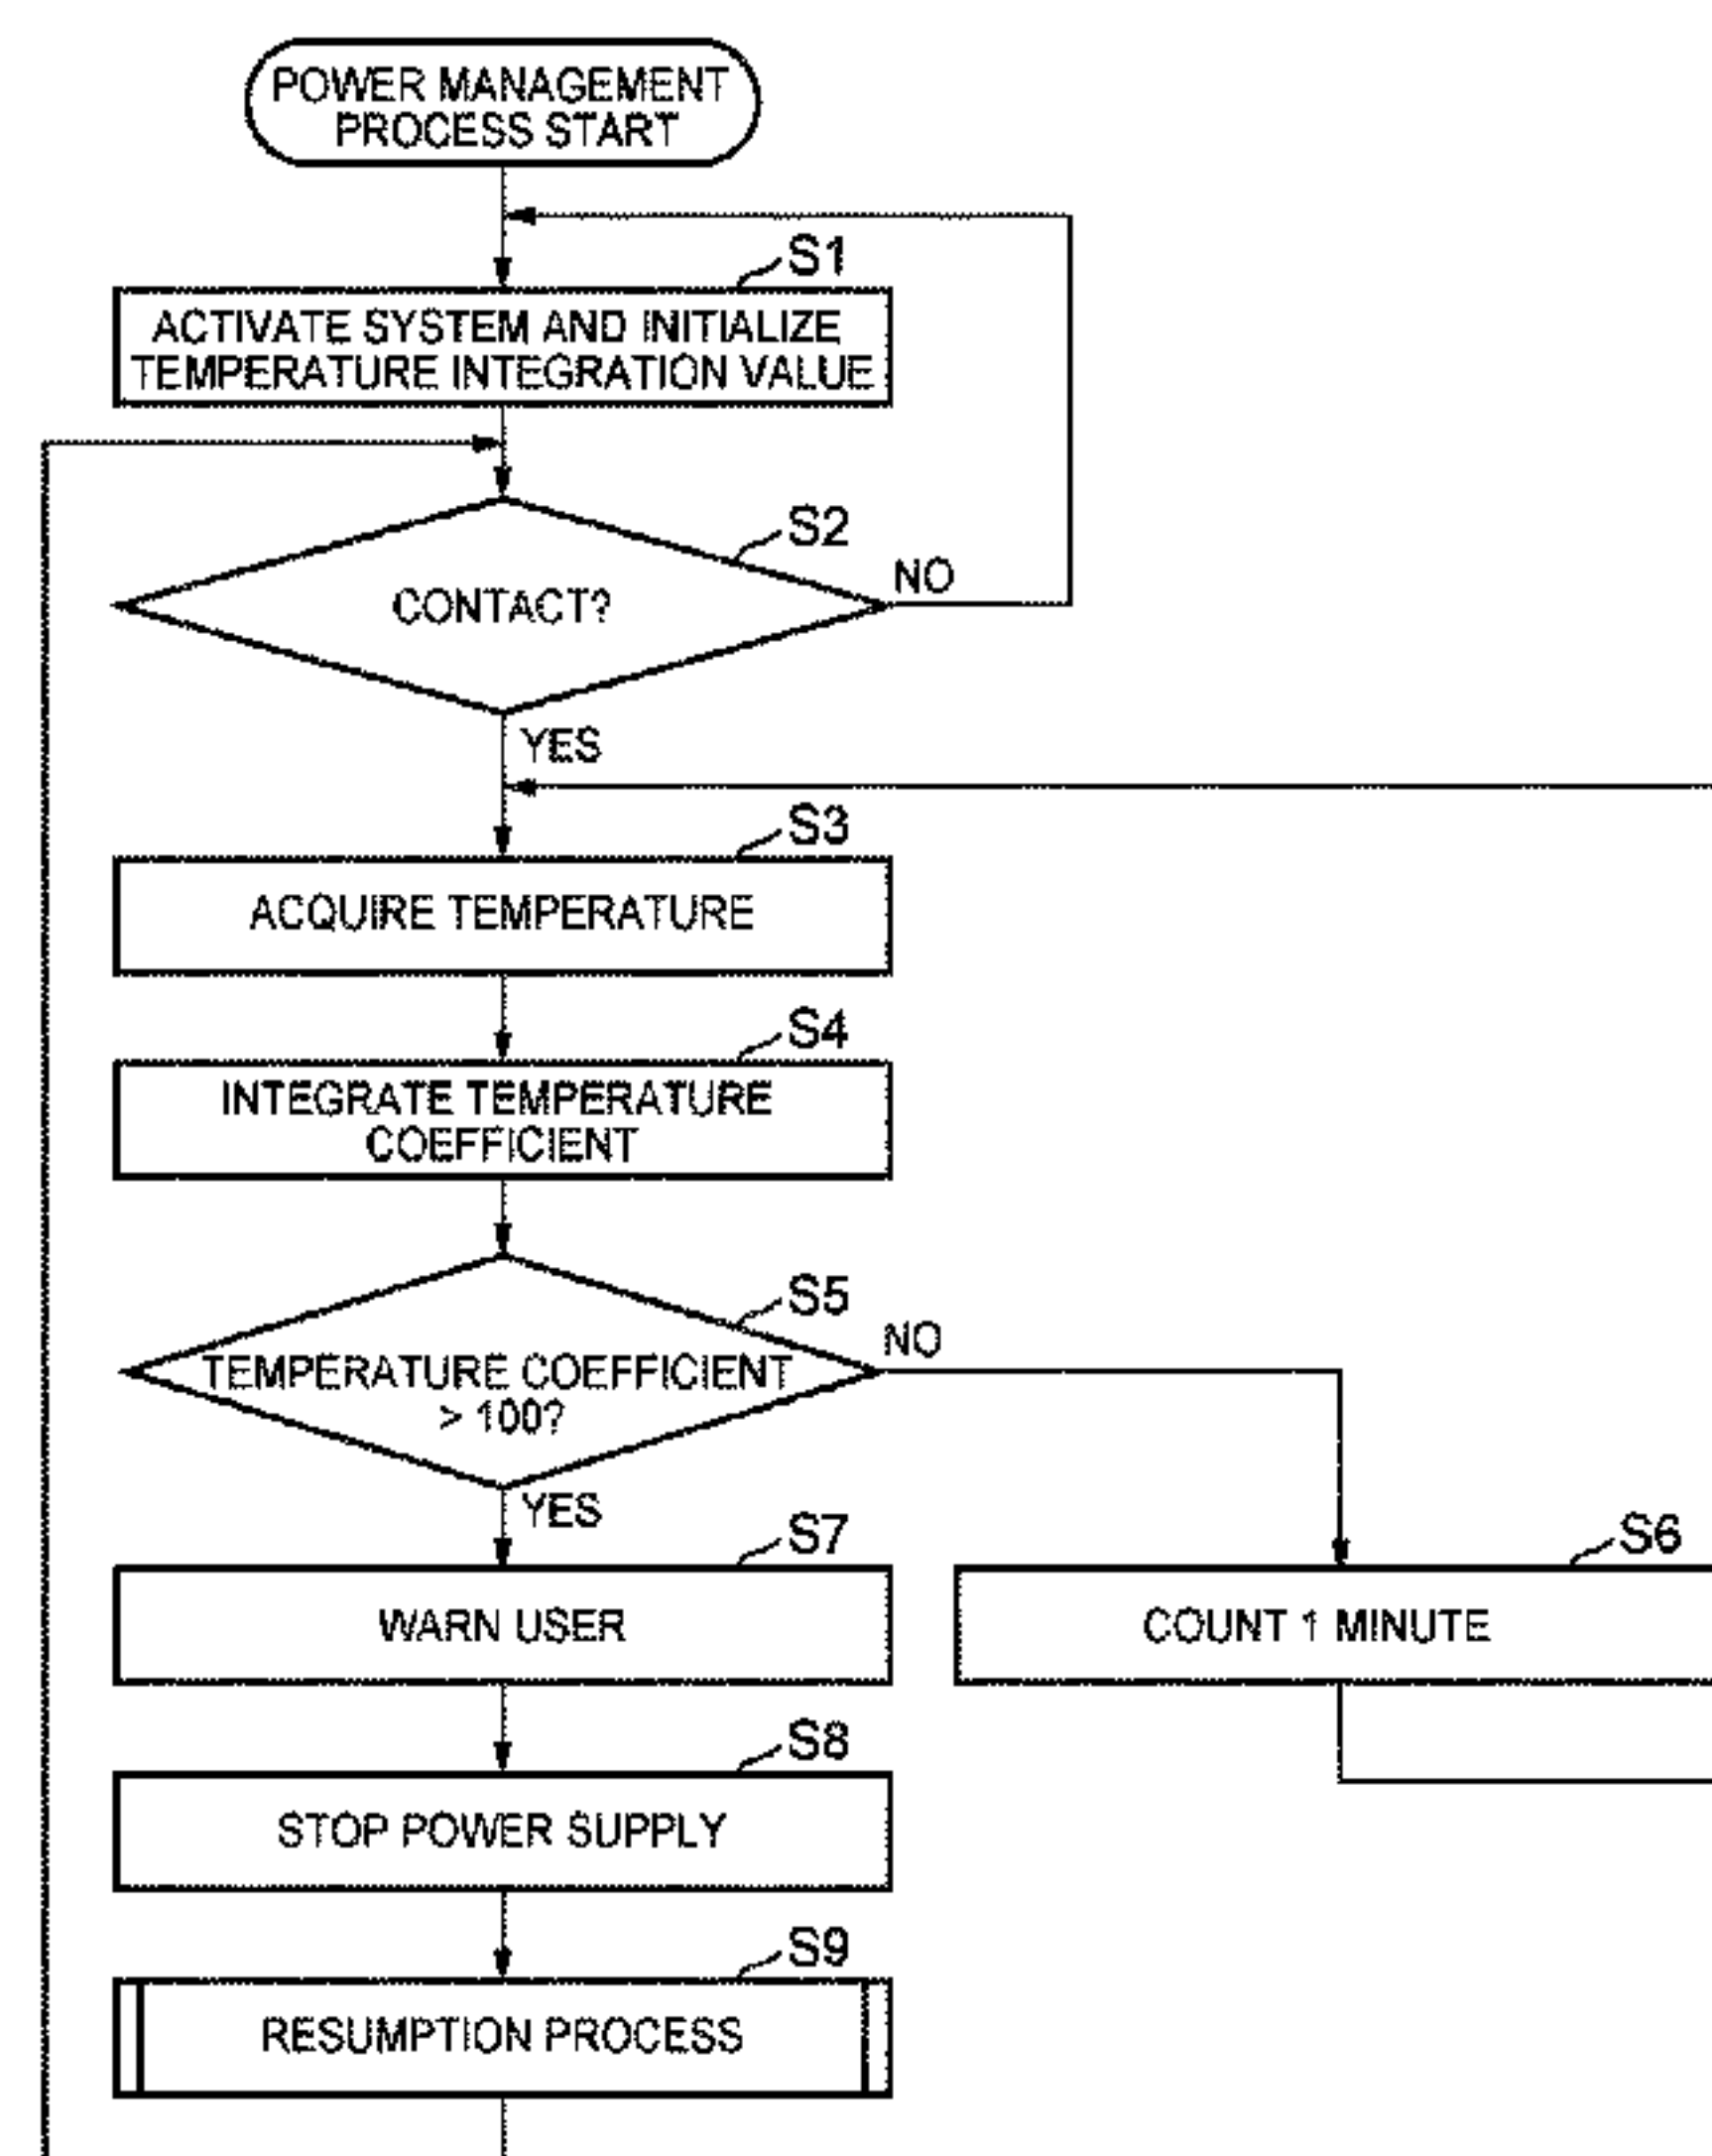 POWER MANAGEMENT
PROCESS START
S1
ACTIVATE SYSTEM AND INITIALIZE
TEMPERATURE INTEGRATION VALUE
S2
CONTACT?
NO
YES
S3
ACQUIRE TEMPERATURE
S4
INTEGRATE TEMPERATURE
COEFFICIENT
S5
TEMPERATURE COEFFICIENT
> 100?
NO
YES
S7
WARN USER
S6
COUNT 1 MINUTE
S8
STOP POWER SUPPLY
S9
RESUMPTION PROCESS